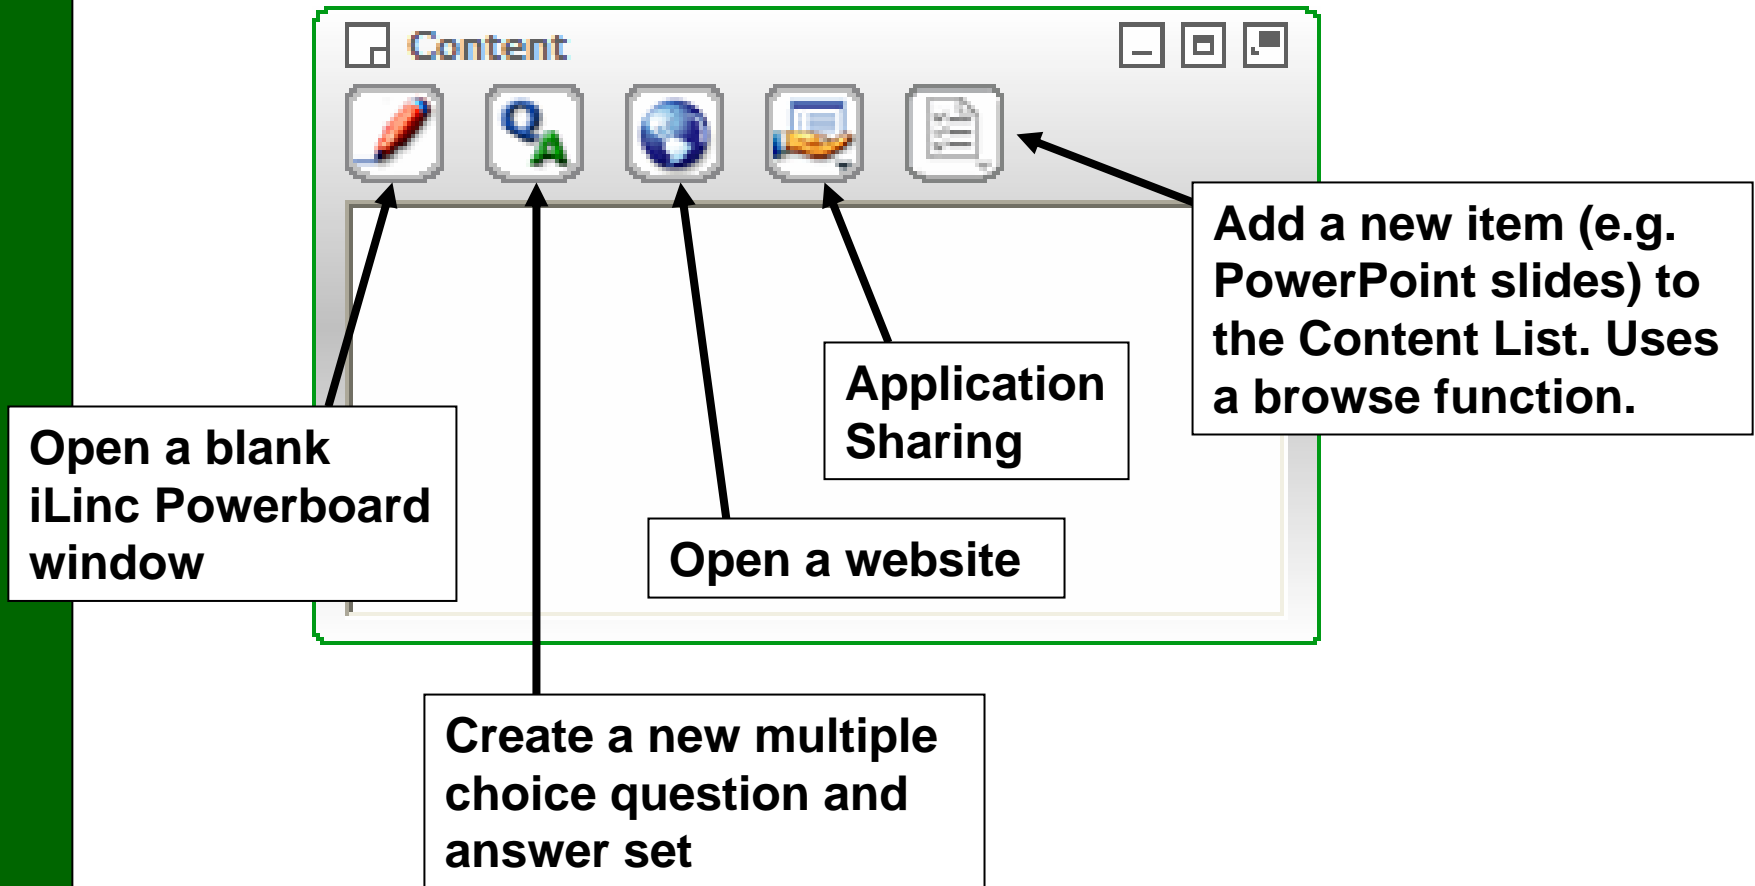 Content
Q
A
Add a new item (e.g.
PowerPoint slides) to
the Content List. Uses
a browse function.
Application
Sharing
Open a blank
iLinc Powerboard
window
Open a website
Create a new multiple
choice question and
answer set